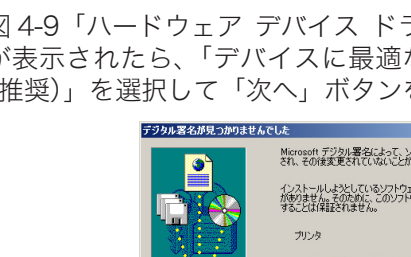 図 4-9「ハードウェア デバイス ドラ
が表示されたら、「デバイスに最適な
推奨)」を選択して「次へ」ボタンを
デジタル署名が見つかりませんでした
Microsoft デジタル署名によって、ソ
され、その後変更されていないことが
インストールしようとしているソフトウェ
がありません。そのために、このソフト
することは保証されません。
プリンタ